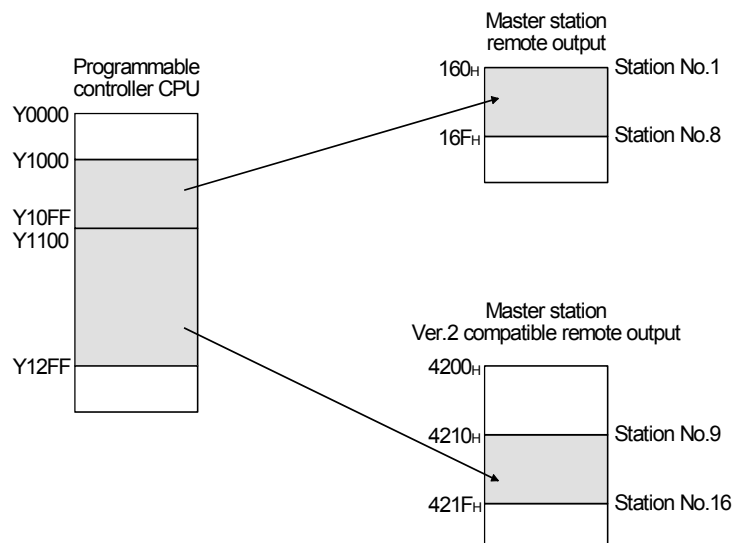 Programmable
controller CPU
Y0000
Y1000
Y10FF
Y1100
Y12FF
Master station
remote output
160H
Station No.1
16FH
Station No.8
Master station
Ver.2 compatible remote output
4200H
4210H
Station No.9
421FH
Station No.16